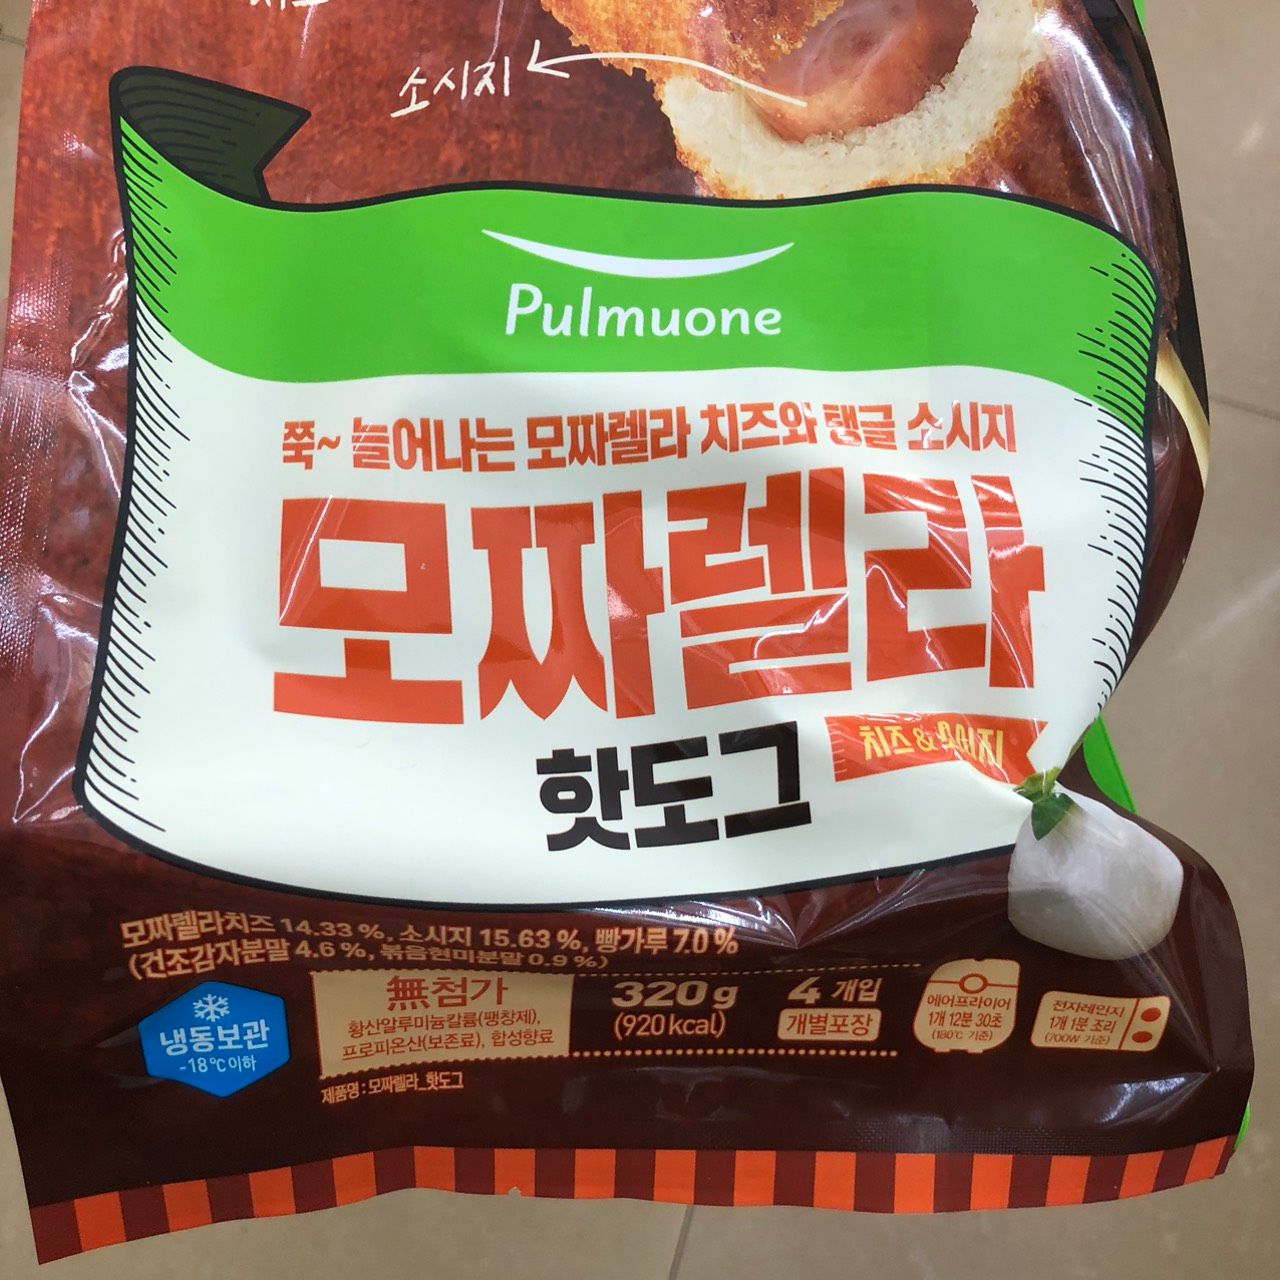 소시지
Pulmuone
쭉~ 늘어나는 모짜렐라 치즈와 탱글 소시지
모짜렐라
핫도그
치즈&소시지
모짜렐라치즈 14.33 %, 소시지 15.63 %, 빵가루 7.0 %
(건조감자분말 4.6 %, 볶음현미분말 0.9 %)
냉동보관
-18℃이하
無첨가
황산알루미늄칼륨(팽창제),
프로피온산(보존료), 합성향료
320g
(920kcal)
4 개입
개별포장
에어프라이어
1개 12분 30초
(180℃ 기준)
전자레인지
1개 1분 조리
(700W 기준)
제품명 : 모짜렐라_핫도그